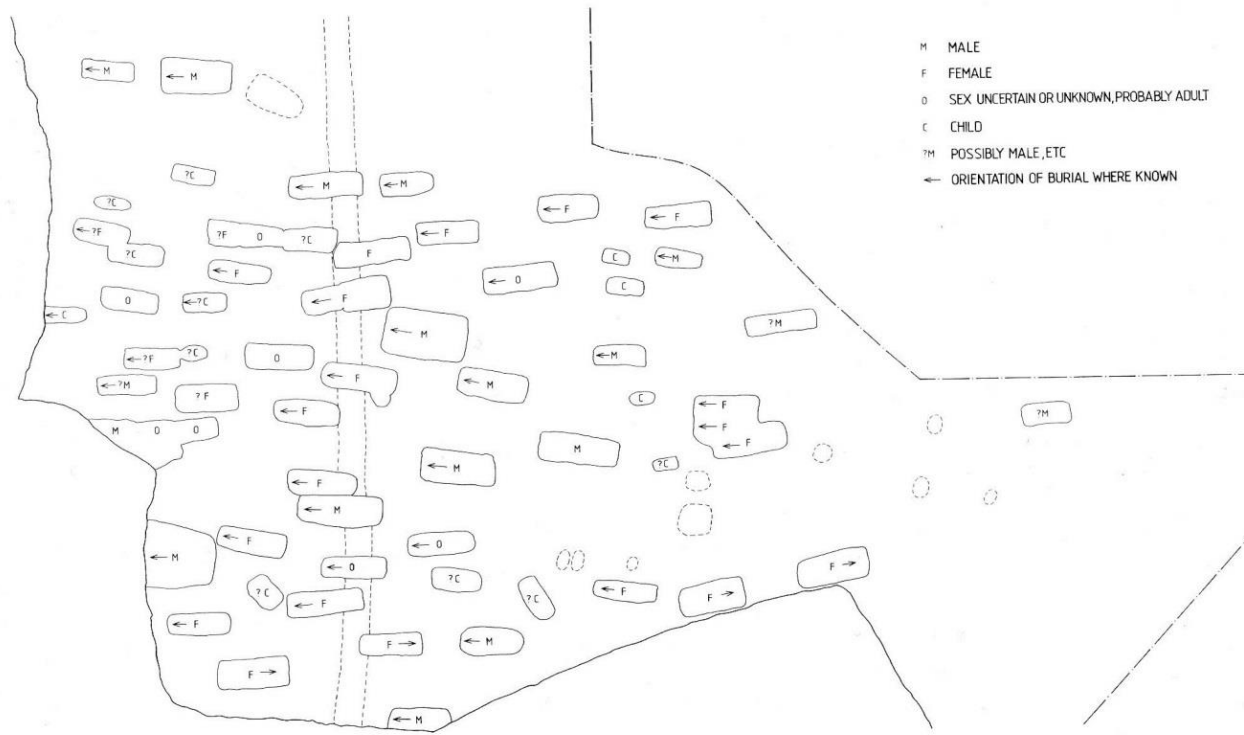 M MALE
F FEMALE
O SEX UNCERTAIN OR UNKNOWN, PROBABLY ADULT
C CHILD
?M POSSIBLY MALE, ETC
← ORIENTATION OF BURIAL WHERE KNOWN
← M
← M
?C
← M
← M
?C
← F
← F
← ?F
?F O ?C
← F
?C
F
C
← M
← F
← O
C
O
← ?C
← F
← C
← M
?M
← ?F ?C
O
← M
← ?M
← F
← M
?F
C
← F
← F
?M
← F
← F
M O O
M
← M
?C
← F
← M
← F
← O
← M
← O
?C
F →
?C
← F
?C
← F
F →
← F
F →
← M
F →
← M